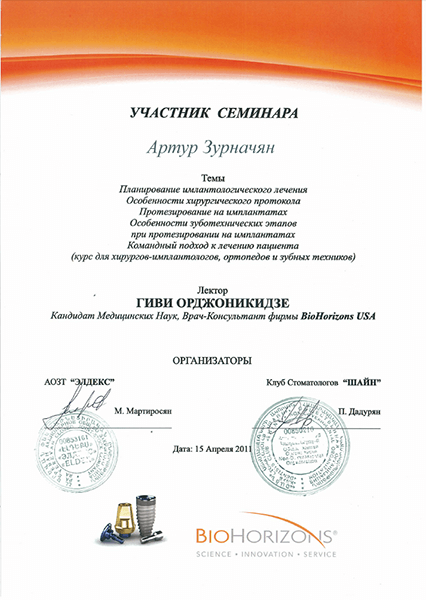 УЧАСТНИК СЕМИНАРА
Артур Зурначян
Темы
Планирование имлантологического лечения
Особенности хирургического протокола
Протезирование на имплантатах
Особенности зуботехнических этапов
при протезировании на имплантатах
Командный подход к лечению пациента
(курс для хирургов-имплантологов, ортопедов и зубных техников)
Лектор
ГИВИ ОРДЖОНИКИДЗЕ
Кандидат Медицинских Наук, Врач-Консультант фирмы BioHorizons USA
ОРГАНИЗАТОРЫ
АОЗТ "ЭЛДЕКС"
Клуб Стоматологов "ШАЙН"
М. Мартиросян
П. Дадурян
Дата: 15 Апреля 2011
BIOHORIZONS®
SCIENCE • INNOVATION • SERVICE